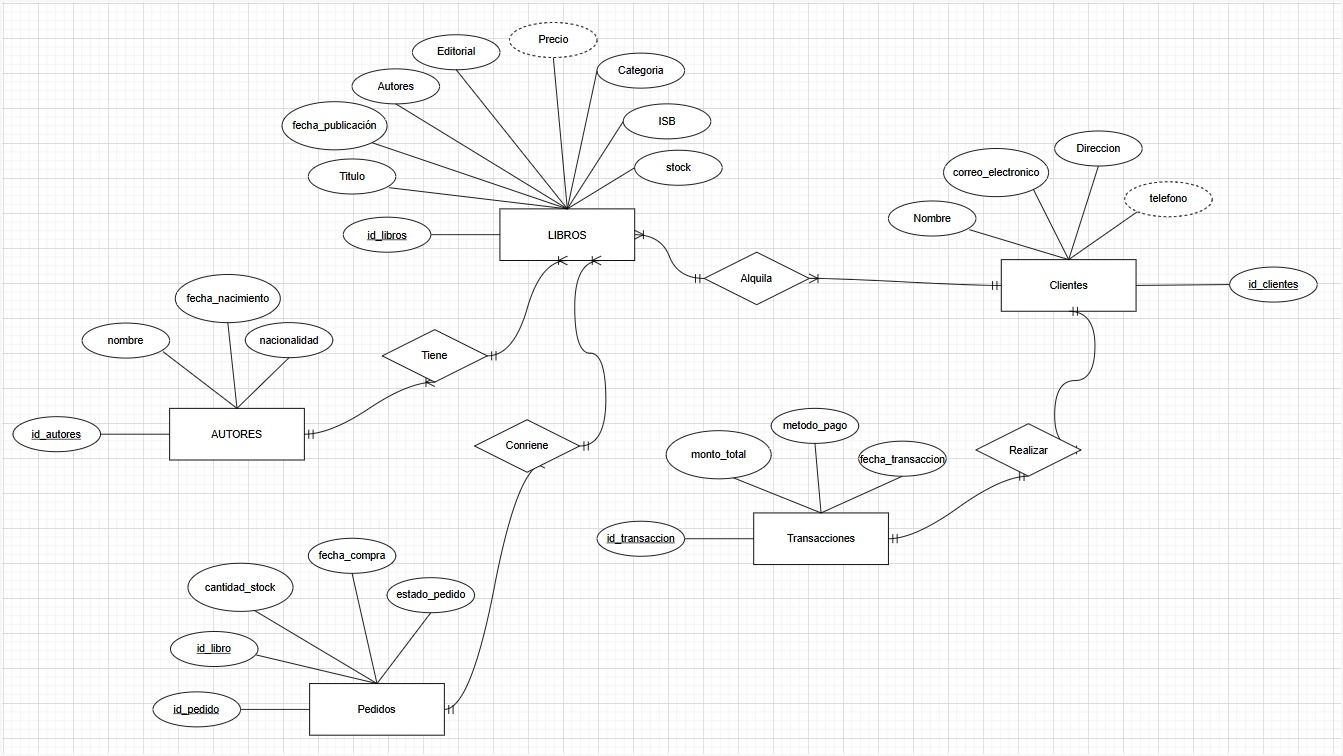 Precio
Editorial
Categoria
Autores
ISB
fecha_publicación
stock
Titulo
id_libros
LIBROS
Direccion
correo_electronico
telefono
Nombre
Alquila
Clientes
id_clientes
fecha_nacimiento
nombre
nacionalidad
Tiene
id_autores
AUTORES
Conriene
metodo_pago
monto_total
fecha_transaccion
Realizar
id_transaccion
Transacciones
fecha_compra
cantidad_stock
estado_pedido
id_libro
id_pedido
Pedidos